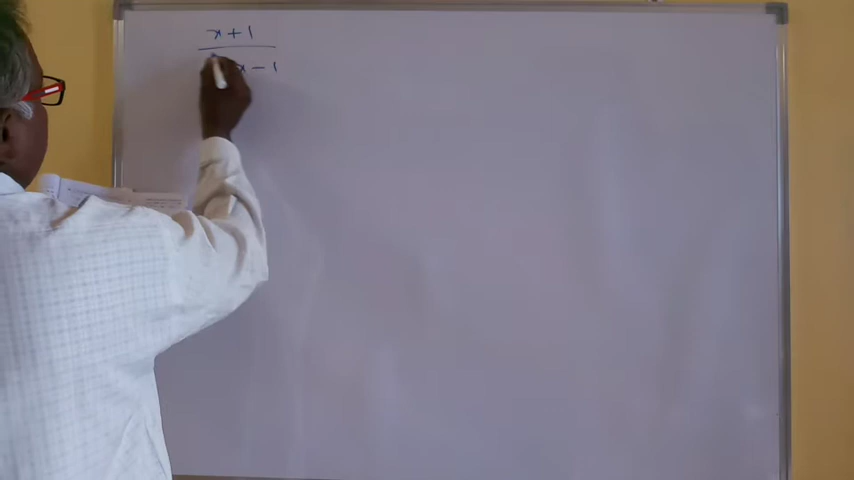 x + 1
x - 1